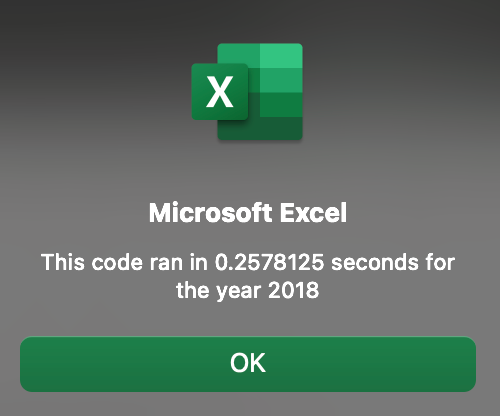 X
Microsoft Excel
This code ran in 0.2578125 seconds for
the year 2018
OK